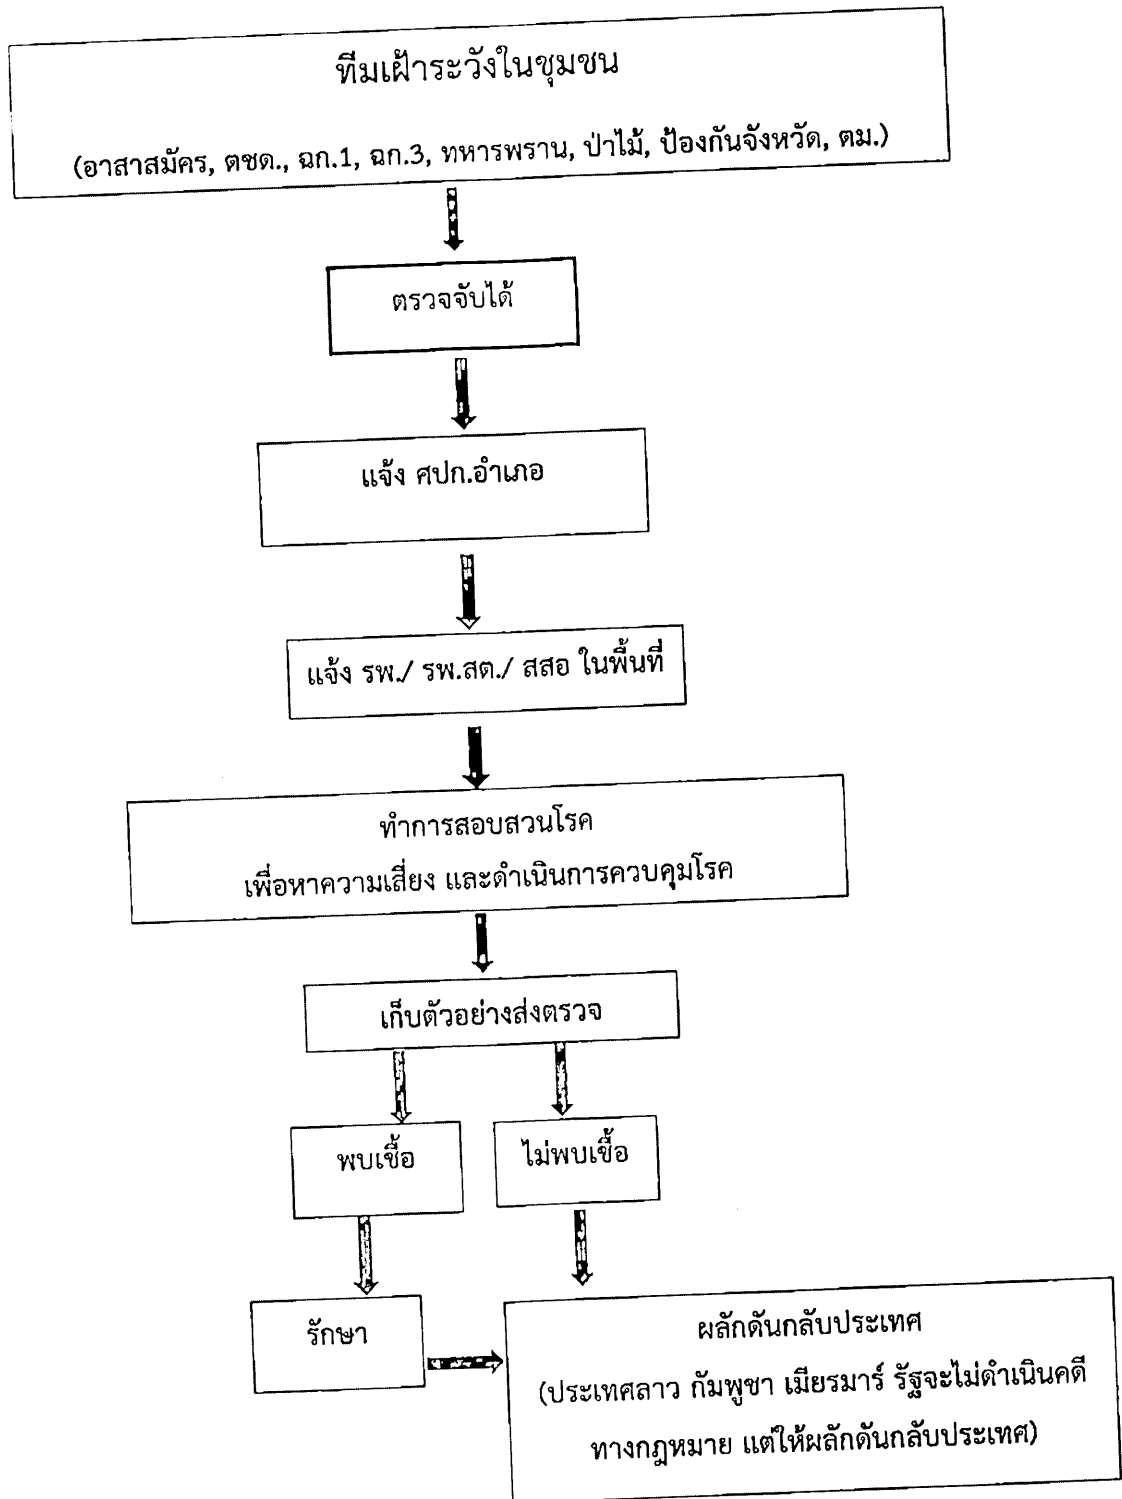 ทีมเฝ้าระวังในชุมชน
(อาสาสมัคร, ตชด., ฉก.1, ฉก.3, ทหารพราน, ป่าไม้, ป้องกันจังหวัด, ตม.)
ตรวจจับได้
แจ้ง ศปก.อำเภอ
แจ้ง รพ./ รพ.สต./ สสอ ในพื้นที่
ทำการสอบสวนโรค
เพื่อหาความเสี่ยง และดำเนินการควบคุมโรค
เก็บตัวอย่างส่งตรวจ
พบเชื้อ
ไม่พบเชื้อ
รักษา
ผลักดันกลับประเทศ
(ประเทศลาว กัมพูชา เมียรมาร์ รัฐจะไม่ดำเนินคดี
ทางกฎหมาย แต่ให้ผลักดันกลับประเทศ)